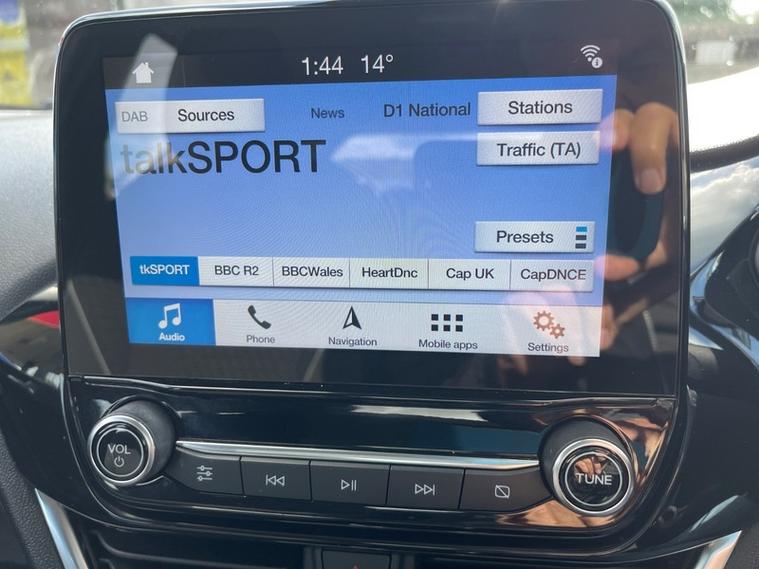 1:44 14°
DAB Sources News D1 National Stations
talkSPORT
Traffic (TA)
Presets
tkSPORT BBC R2 BBCWales HeartDnc Cap UK CapDNCE
Audio Phone Navigation Mobile apps Settings
VOL
TUNE